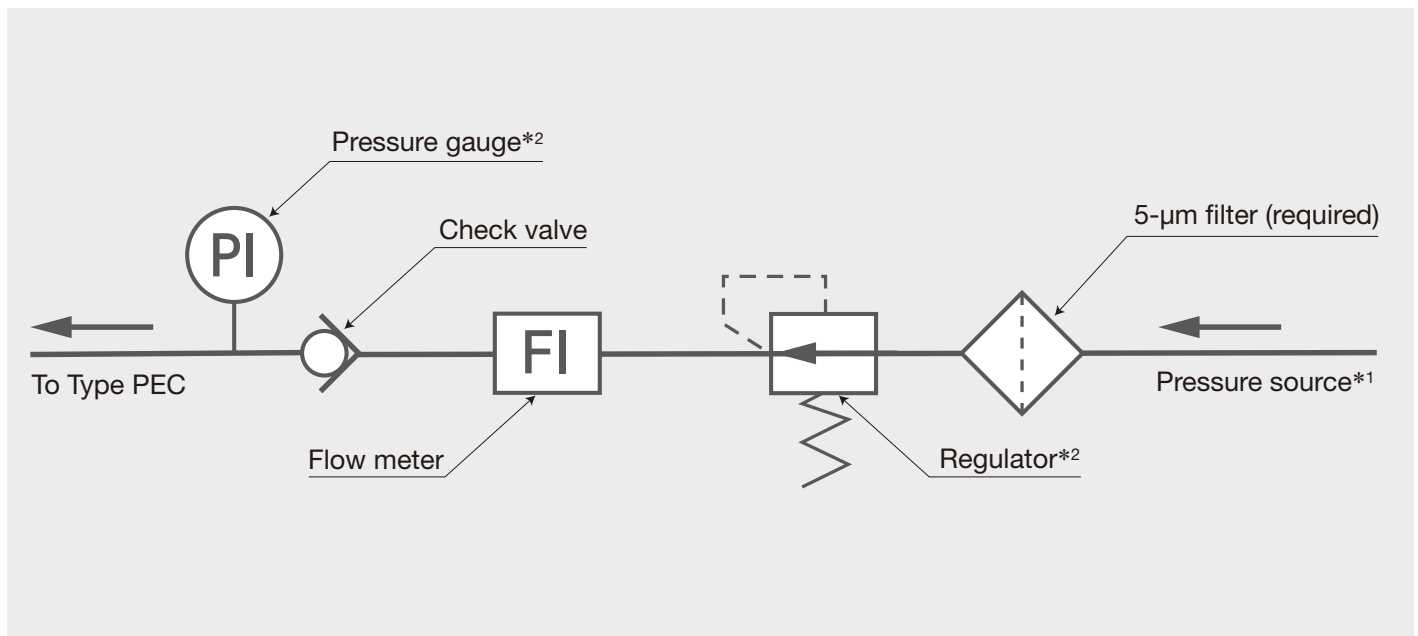 Pressure gauge*2
Check valve
5-µm filter (required)
PI
FI
To Type PEC
Pressure source*1
Flow meter
Regulator*2